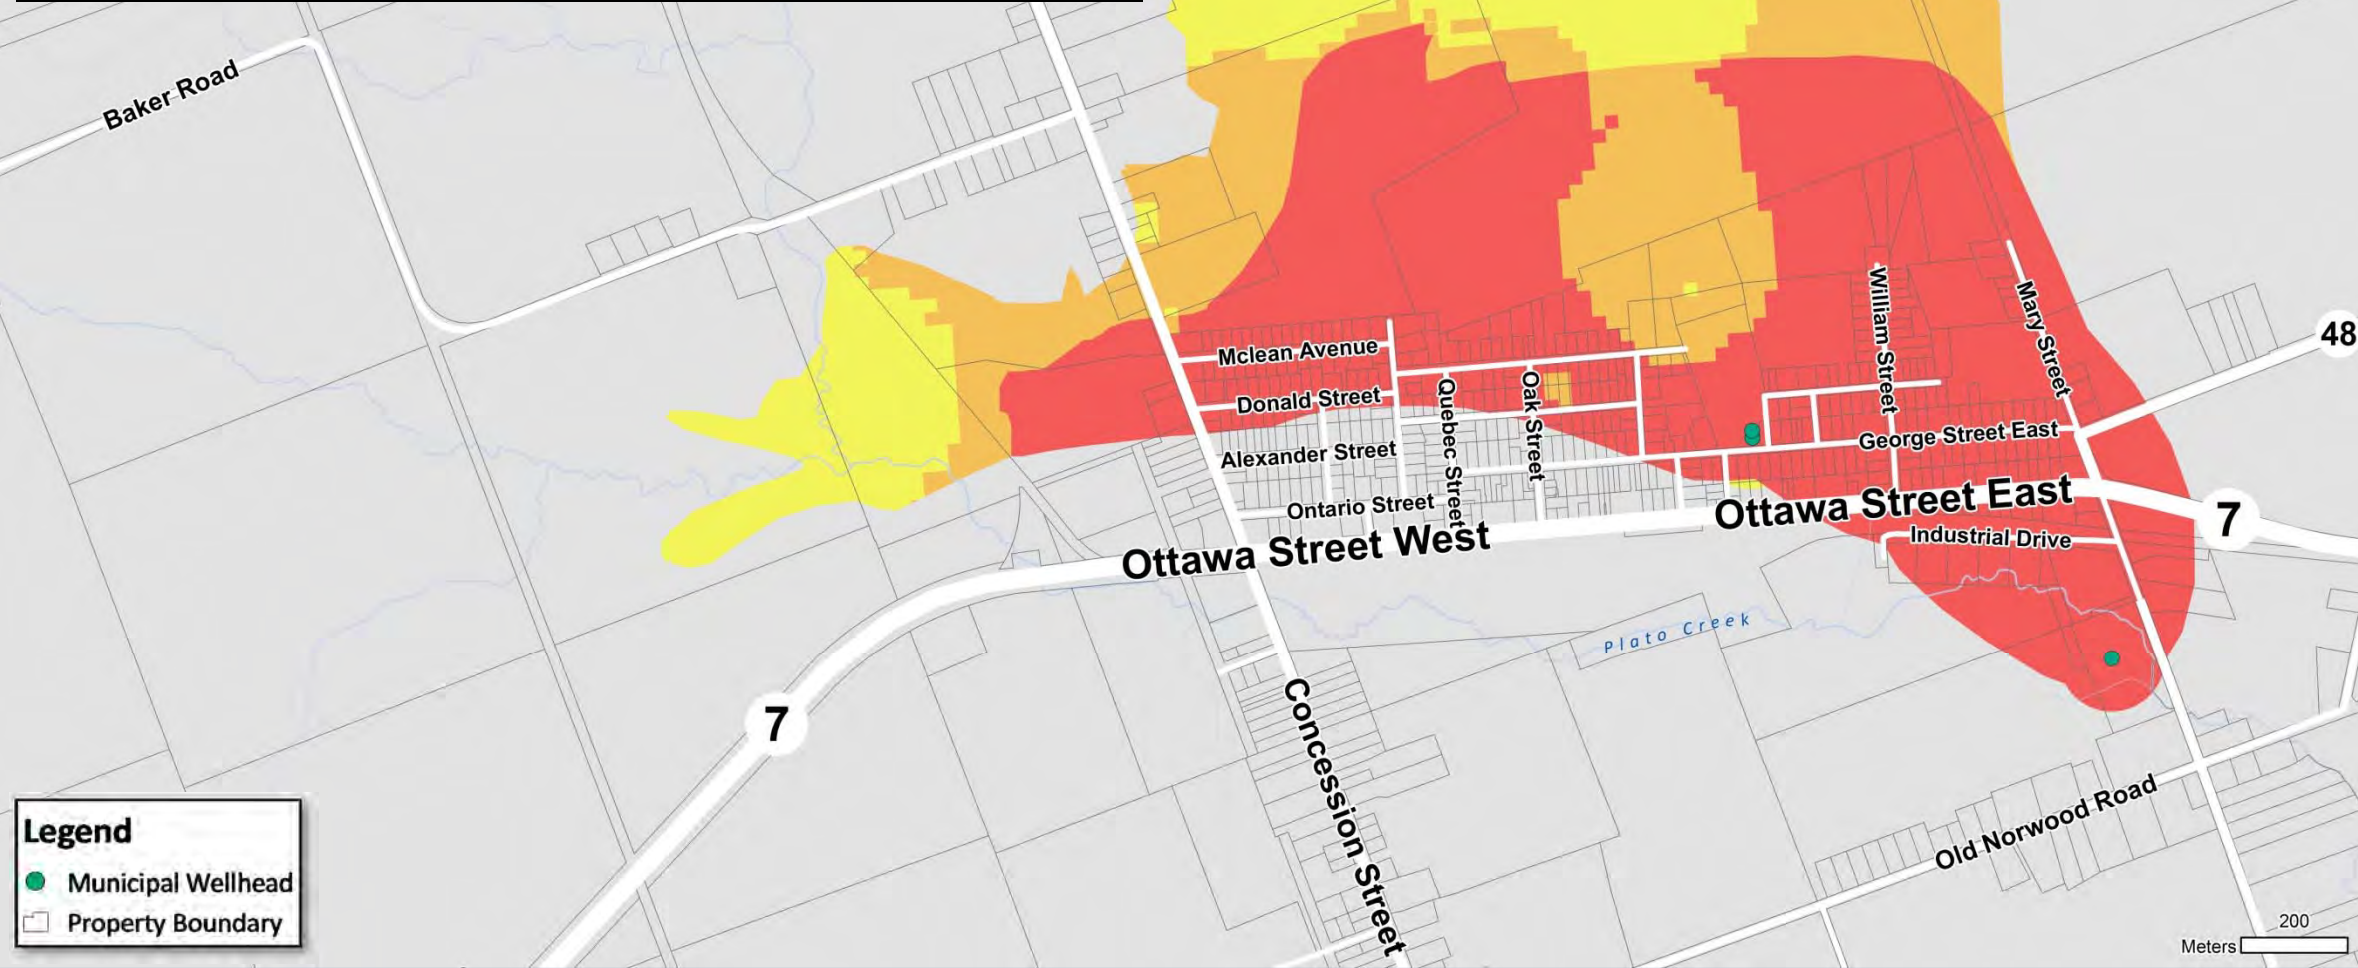 Baker Road
William Street
Mary Street
48
Mclean Avenue
Donald Street
Quebec Street
Oak Street
George Street East
Alexander Street
Ontario Street
Ottawa Street East
7
Ottawa Street West
Industrial Drive
Plato Creek
7
Concession Street
Old Norwood Road
Legend
Municipal Wellhead
Property Boundary
200
Meters